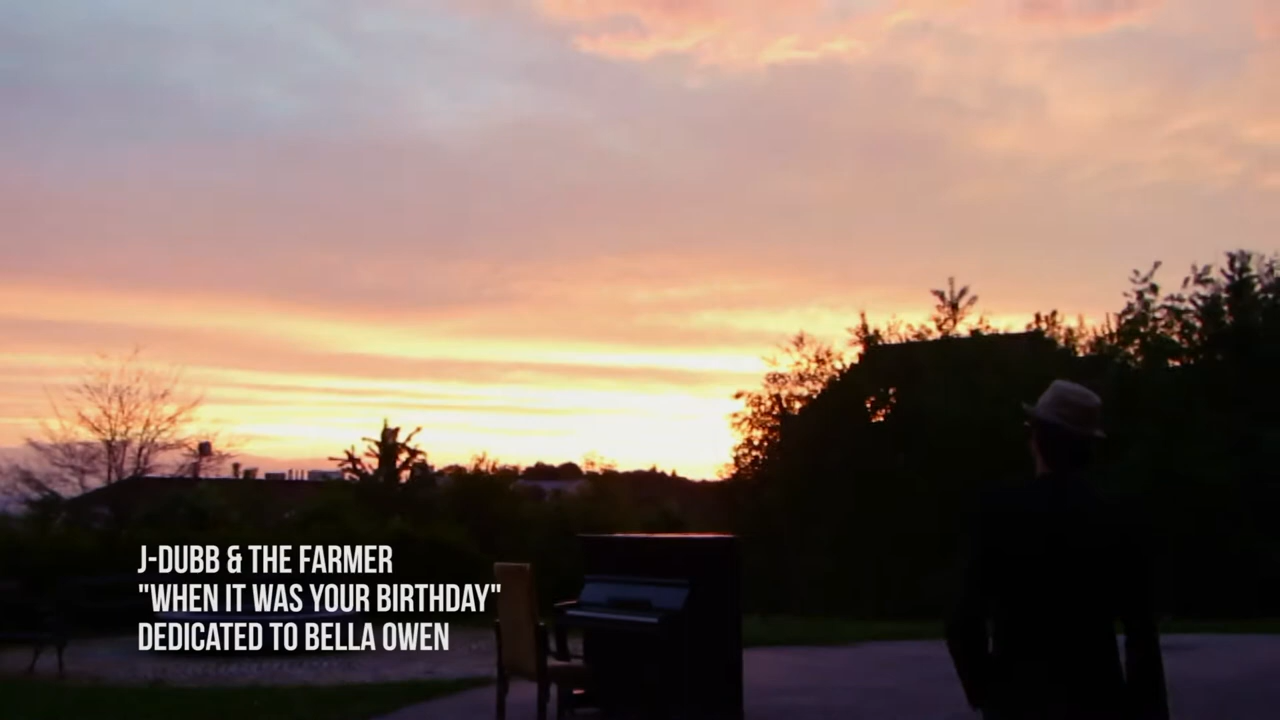 J-DUBB & THE FARMER
"WHEN IT WAS YOUR BIRTHDAY"
DEDICATED TO BELLA OWEN